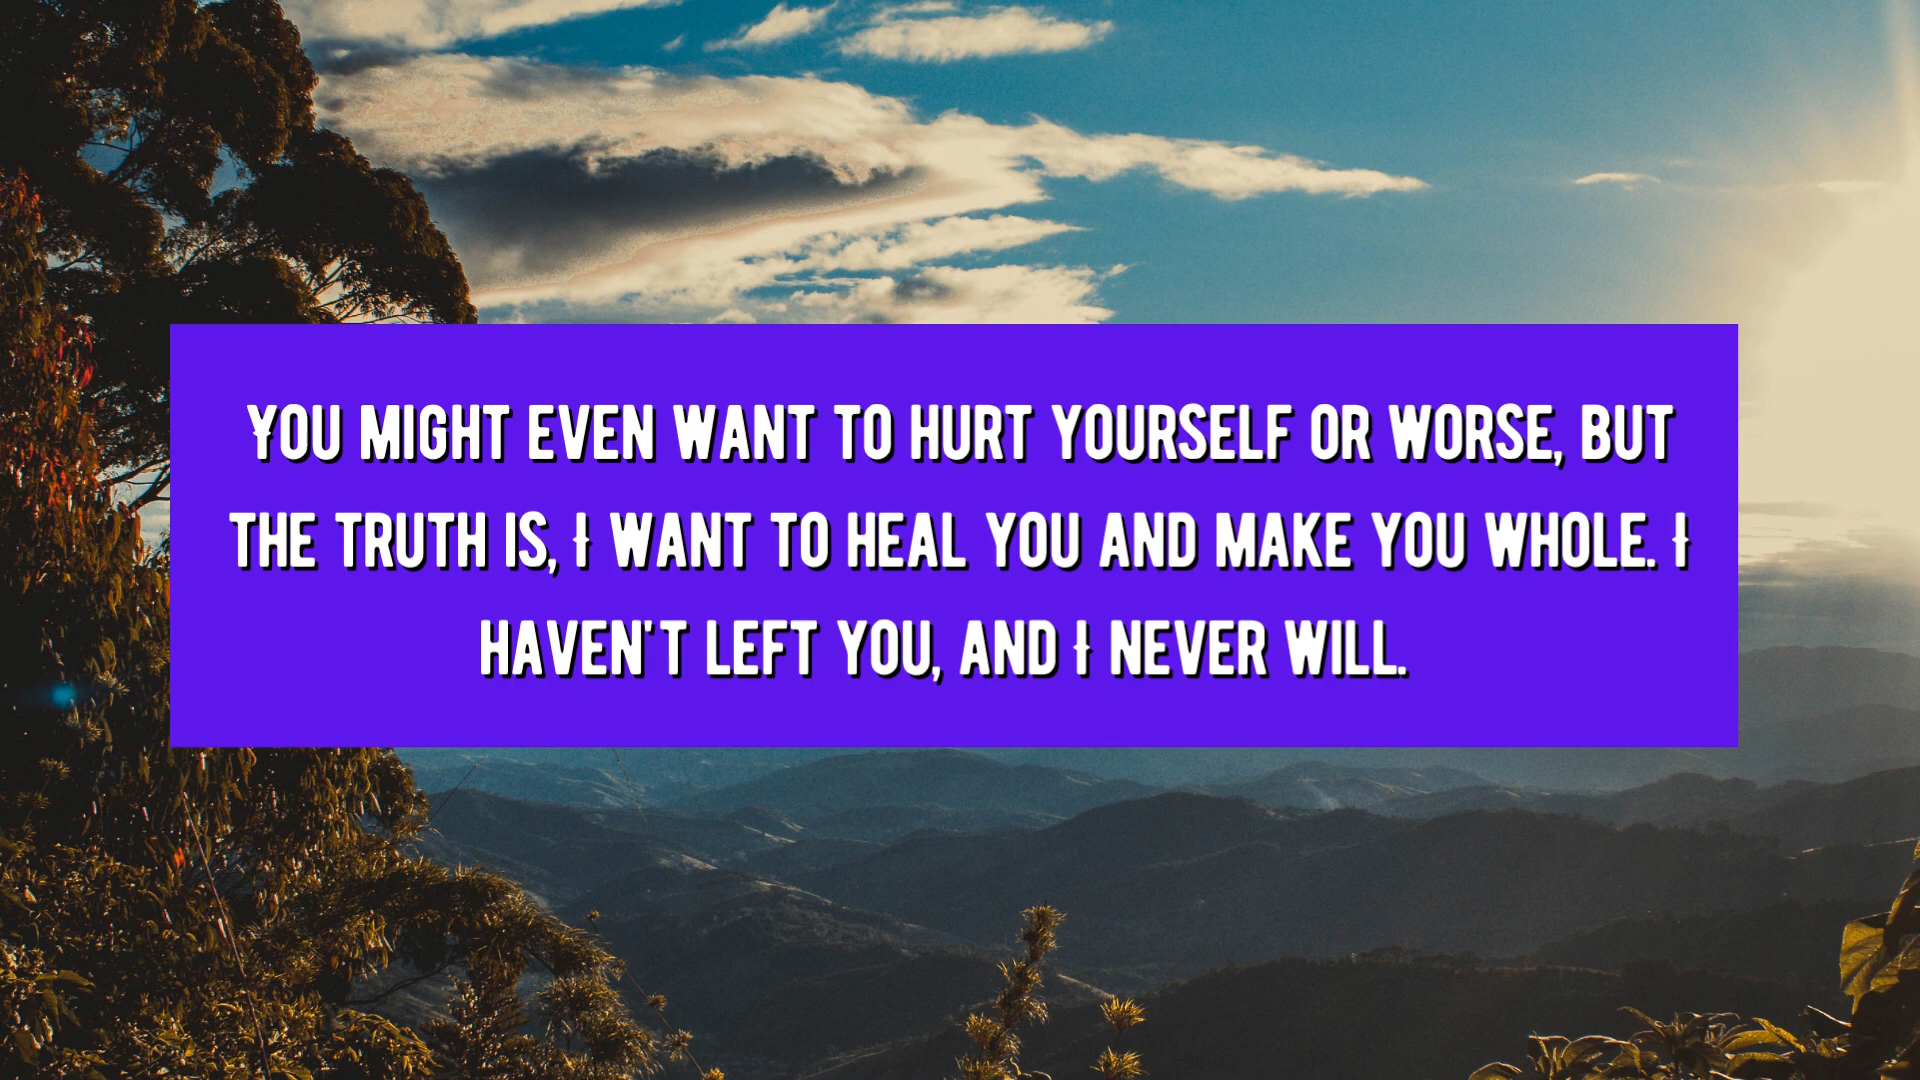 YOU MIGHT EVEN WANT TO HURT YOURSELF OR WORSE, BUT
THE TRUTH IS, I WANT TO HEAL YOU AND MAKE YOU WHOLE. I
HAVEN'T LEFT YOU, AND I NEVER WILL.